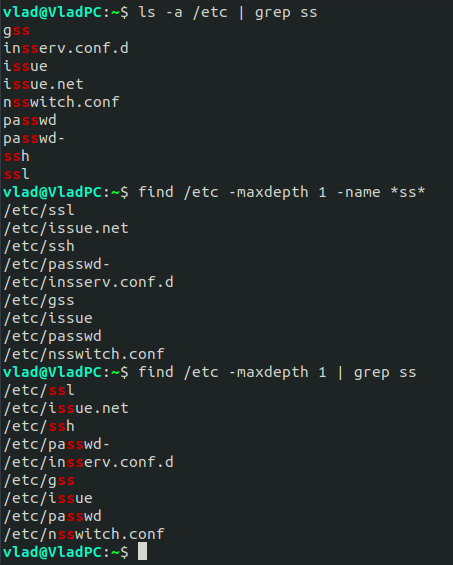 vlad@VladPC:~$ ls -a /etc | grep ss
gss
insserv.conf.d
issue
issue.net
nsswitch.conf
passwd
passwd-
ssh
ssl
vlad@VladPC:~$ find /etc -maxdepth 1 -name *ss*
/etc/ssl
/etc/issue.net
/etc/ssh
/etc/passwd-
/etc/insserv.conf.d
/etc/gss
/etc/issue
/etc/passwd
/etc/nsswitch.conf
vlad@VladPC:~$ find /etc -maxdepth 1 | grep ss
/etc/ssl
/etc/issue.net
/etc/ssh
/etc/passwd-
/etc/insserv.conf.d
/etc/gss
/etc/issue
/etc/passwd
/etc/nsswitch.conf
vlad@VladPC:~$